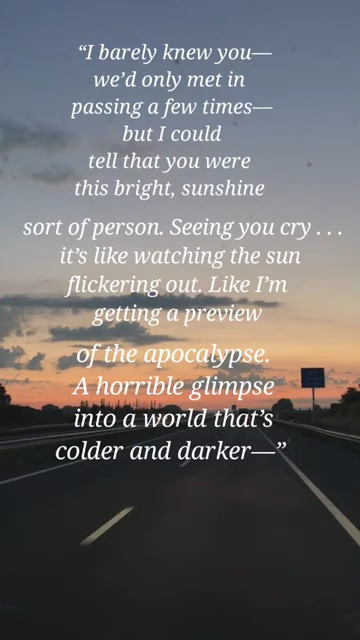 “I barely knew you—
we’d only met in
passing a few times—
but I could
tell that you were
this bright, sunshine
sort of person. Seeing you cry . . .
it’s like watching the sun
flickering out. Like I’m
getting a preview
of the apocalypse.
A horrible glimpse
into a world that’s
colder and darker—”